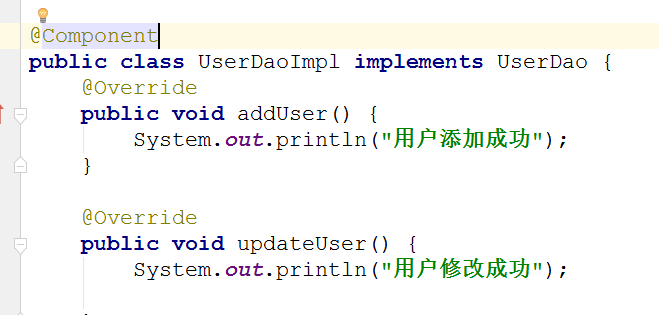 @Component
public class UserDaoImpl implements UserDao {
@Override
public void addUser() {
System.out.println("用户添加成功");
}
@Override
public void updateUser() {
System.out.println("用户修改成功");